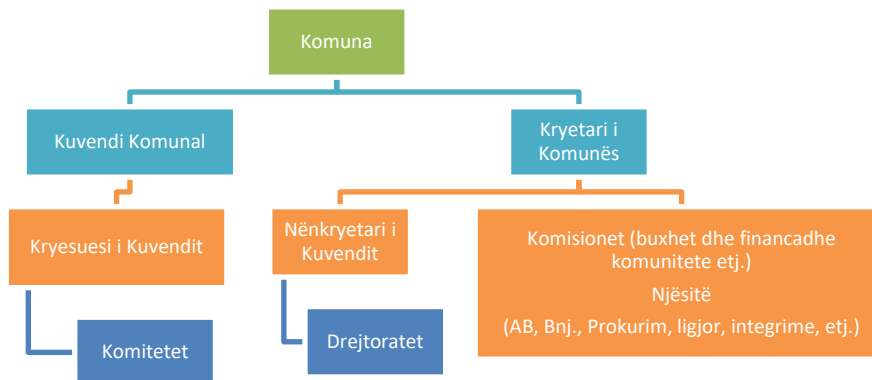 Komuna
Kuvendi Komunal
Kryetari i
Komunës
Kryesuesi i Kuvendit
Nënkryetari i
Kuvendit
Komisionet (buxhet dhe financadhe
komunitete etj.)
Njësitë
(AB, Bnj., Prokurim, ligjor, integrime, etj.)
Komitetet
Drejtoratet